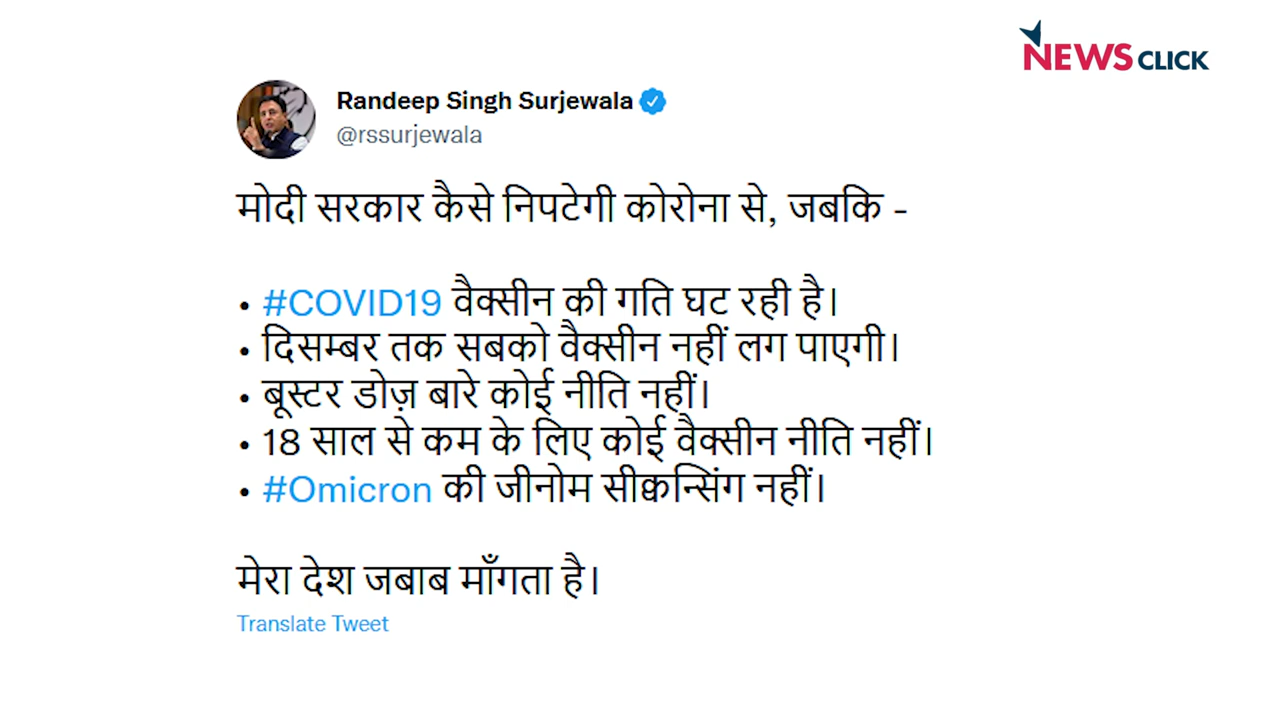 NEWS CLICK
Randeep Singh Surjewala
@rssurjewala
मोदी सरकार कैसे निपटेगी कोरोना से, जबकि -
• #COVID19 वैक्सीन की गति घट रही है।
• दिसम्बर तक सबको वैक्सीन नहीं लग पाएगी।
• बूस्टर डोज़ बारे कोई नीति नहीं।
• 18 साल से कम के लिए कोई वैक्सीन नीति नहीं।
• #Omicron की जीनोम सीक्वन्सिंग नहीं।
मेरा देश जबाब माँगता है।
Translate Tweet